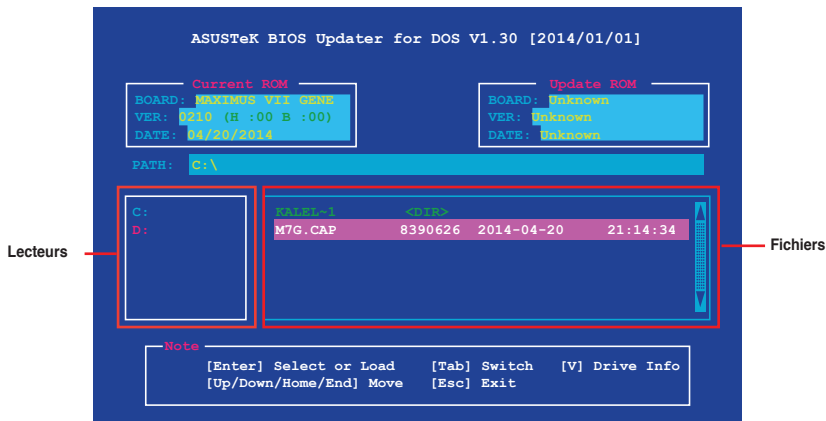 ASUSTeK BIOS Updater for DOS V1.30 [2014/01/01]
Current ROM
BOARD: MAXIMUS VII GENE
VER: 0210 (H :00 B :00)
DATE: 04/20/2014
Update ROM
BOARD: Unknown
VER: Unknown
DATE: Unknown
PATH: C:\
Lecteurs
C:
D:
KALEL~1 <DIR>
M7G.CAP 8390626 2014-04-20 21:14:34
Fichiers
Note
[Enter] Select or Load [Tab] Switch [V] Drive Info
[Up/Down/Home/End] Move [Esc] Exit